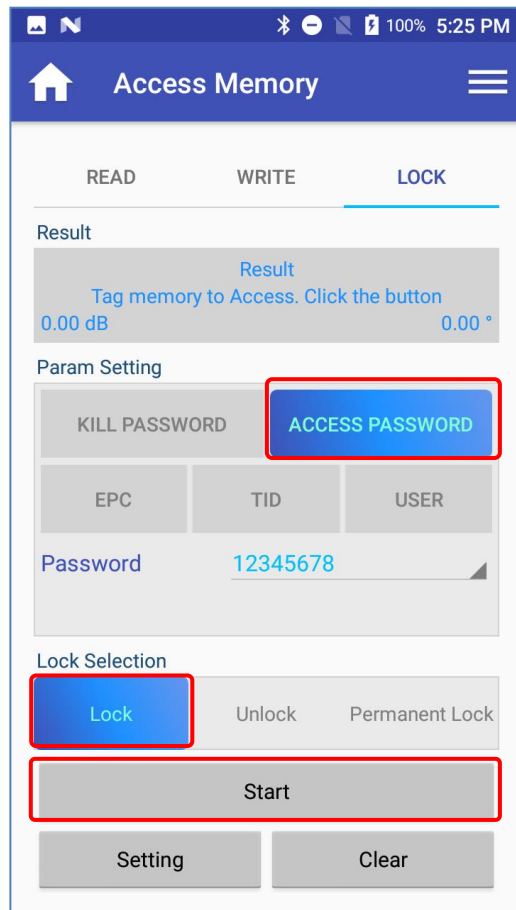 100% 5:25 PM
Access Memory
READ WRITE LOCK
Result
Result
Tag memory to Access. Click the button
0.00 dB 0.00 °
Param Setting
KILL PASSWORD ACCESS PASSWORD
EPC TID USER
Password 12345678
Lock Selection
Lock Unlock Permanent Lock
Start
Setting Clear